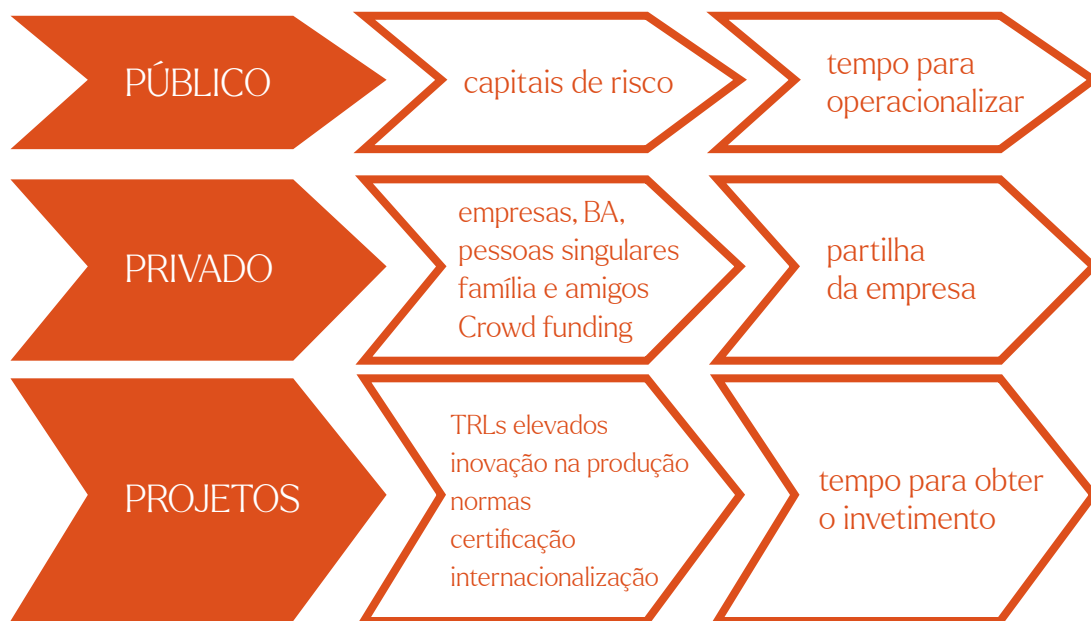 PÚBLICO
capitais de risco
tempo para
operacionalizar
PRIVADO
empresas, BA,
pessoas singulares
família e amigos
Crowd funding
partilha
da empresa
PROJETOS
TRLs elevados
inovação na produção
normas
certificação
internacionalização
tempo para obter
o invetimento